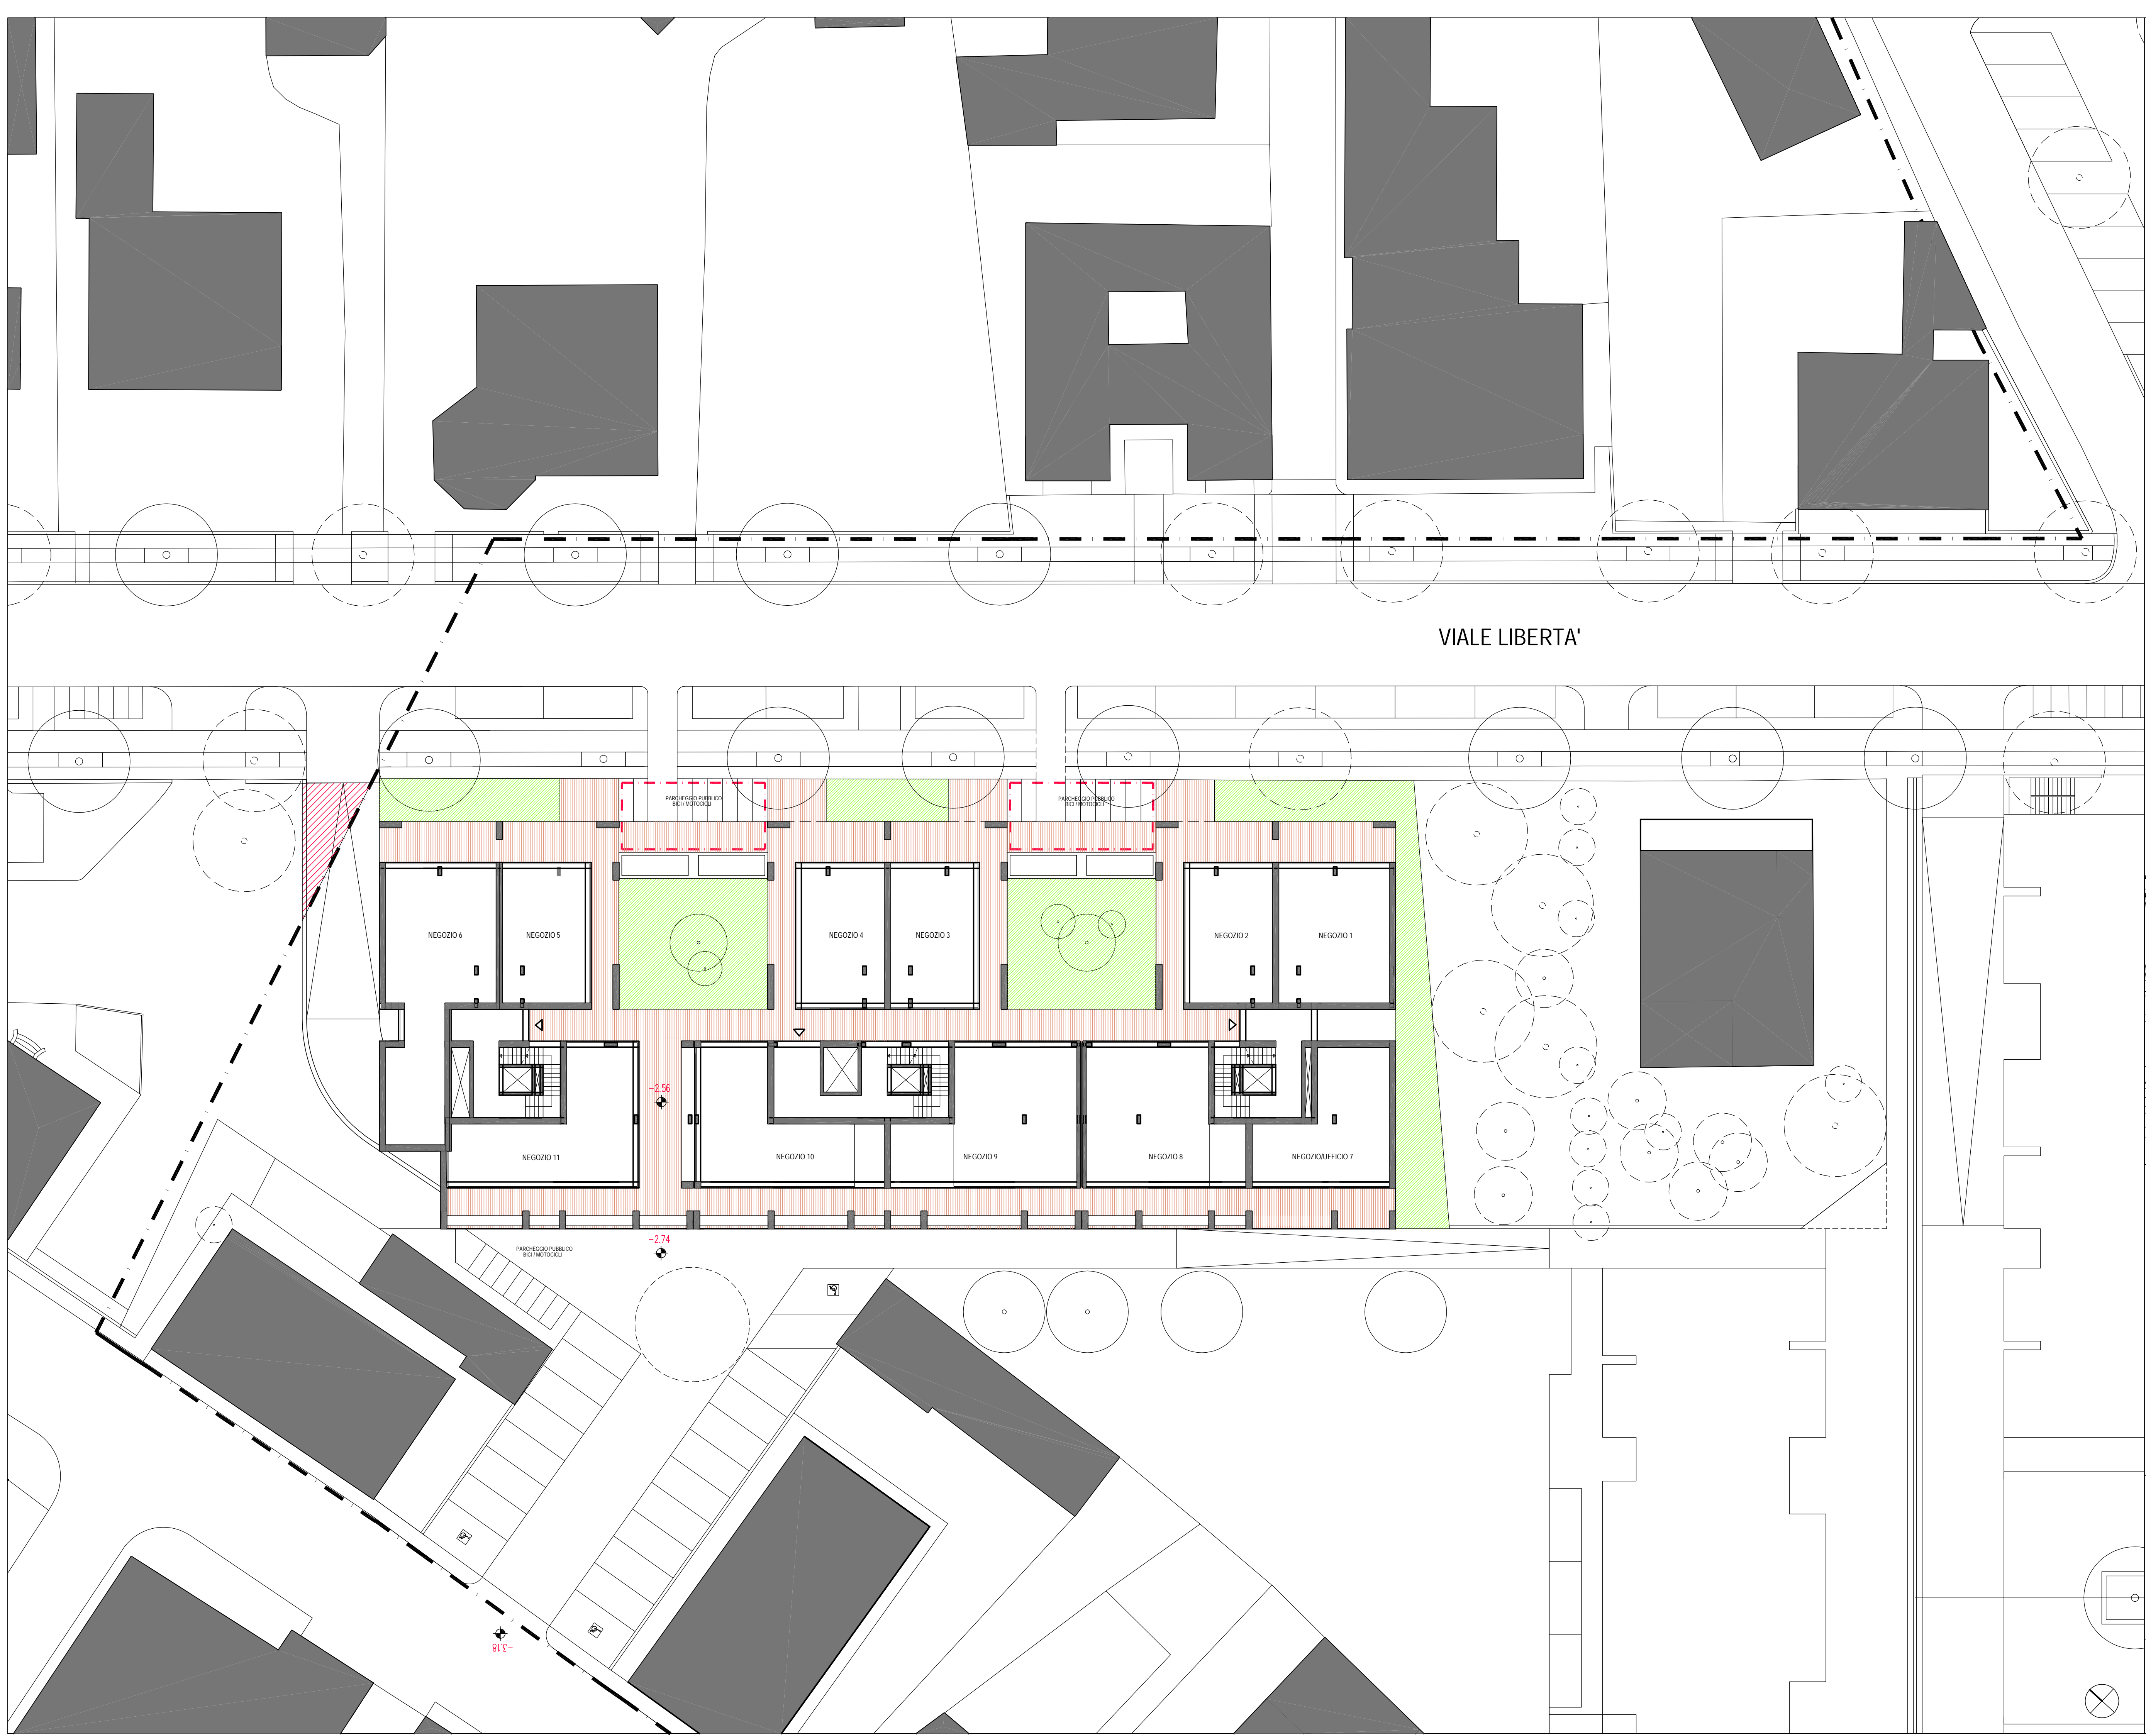 VIALE LIBERTA'
PARCHEGGIO PUBBLICO
BICI / MOTOCICLI
PARCHEGGIO PUBBLICO
BICI / MOTOCICLI
NEGOZIO 6
NEGOZIO 5
NEGOZIO 4
NEGOZIO 3
NEGOZIO 2
NEGOZIO 1
-2.56
NEGOZIO 11
NEGOZIO 10
NEGOZIO 9
NEGOZIO 8
NEGOZIO/UFFICIO 7
-2.74
PARCHEGGIO PUBBLICO
BICI / MOTOCICLI
-3.18